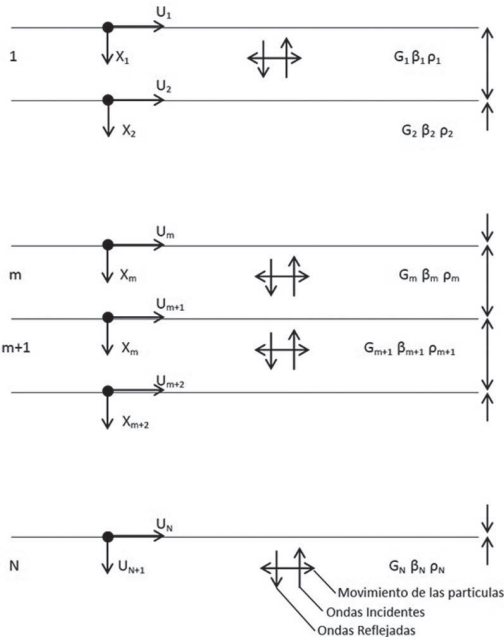 U1
1
X1
G1 β1 ρ1
U2
X2
G2 β2 ρ2
Um
m
Xm
Gm βm ρm
Um+1
m+1
Xm
Gm+1 βm+1 ρm+1
Um+2
Xm+2
UN
N
UN+1
GN βN ρN
Movimiento de las particulas
Ondas Incidentes
Ondas Reflejadas